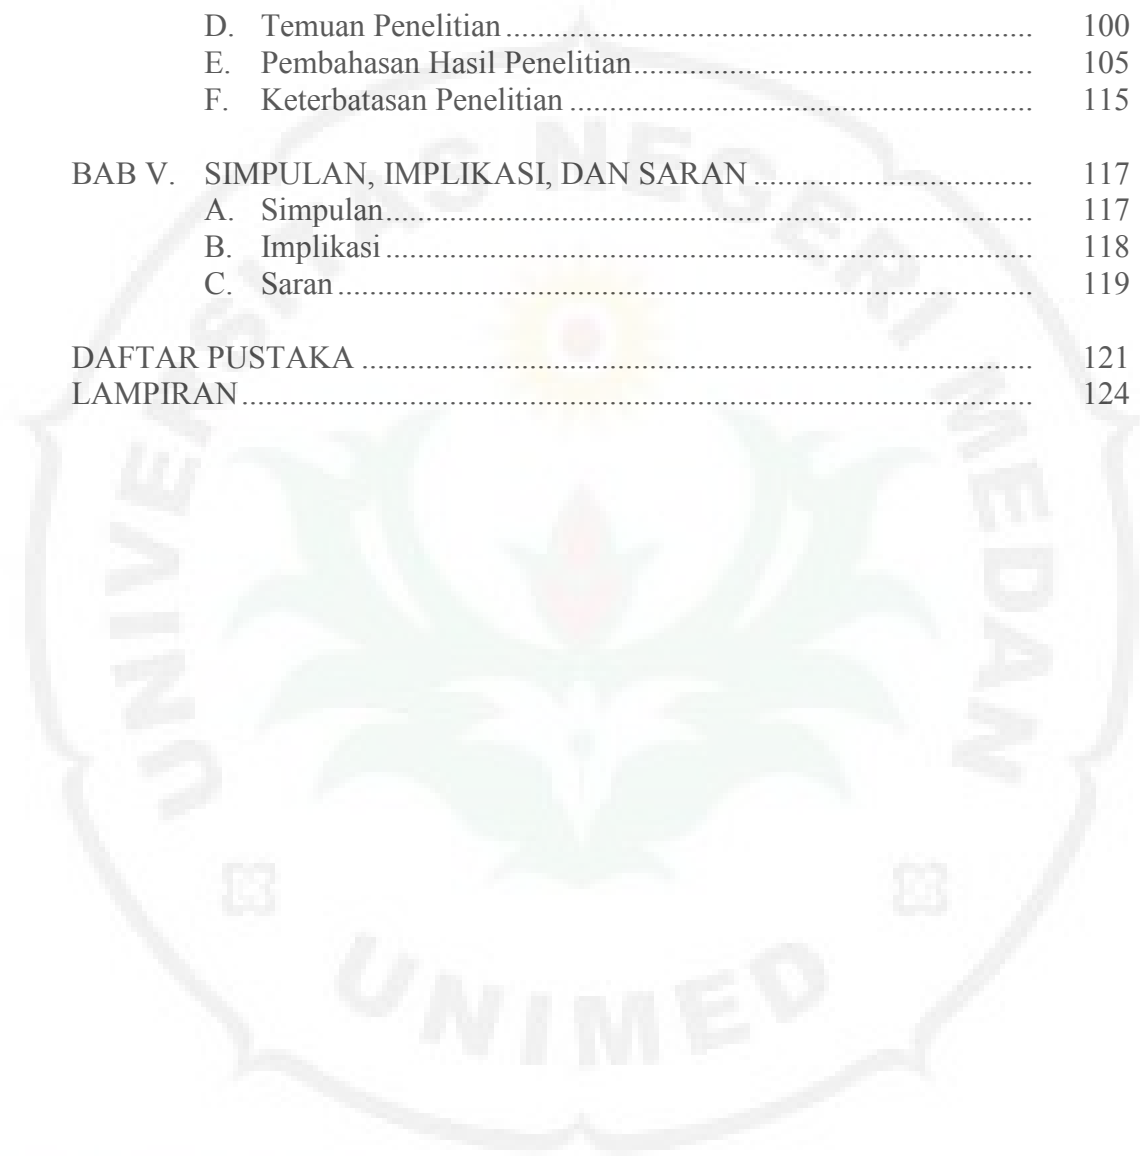 D. Temuan Penelitian ........................................................................ 100
E. Pembahasan Hasil Penelitian ........................................................ 105
F. Keterbatasan Penelitian ................................................................ 115
BAB V. SIMPULAN, IMPLIKASI, DAN SARAN .................................... 117
A. Simpulan ....................................................................................... 117
B. Implikasi ....................................................................................... 118
C. Saran ............................................................................................. 119
DAFTAR PUSTAKA ................................................................................... 121
LAMPIRAN .................................................................................................. 124
UNIVERSITAS NEGERI MEDAN
UNIMED